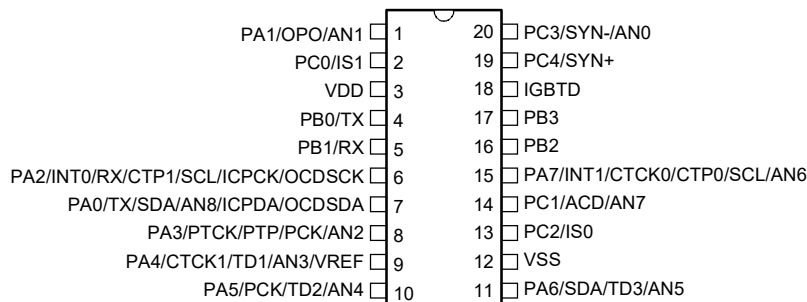 PA1/OPO/AN1 1 20 PC3/SYN-/AN0
PC0/IS1 2 19 PC4/SYN+
VDD 3 18 IGBTD
PB0/TX 4 17 PB3
PB1/RX 5 16 PB2
PA2/INT0/RX/CTP1/SCL/ICPCK/OCDSCK 6 15 PA7/INT1/CTCK0/CTP0/SCL/AN6
PA0/TX/SDA/AN8/ICPDA/OCDSDA 7 14 PC1/ACD/AN7
PA3/PTCK/PTP/PCK/AN2 8 13 PC2/IS0
PA4/CTCK1/TD1/AN3/VREF 9 12 VSS
PA5/PCK/TD2/AN4 10 11 PA6/SDA/TD3/AN5